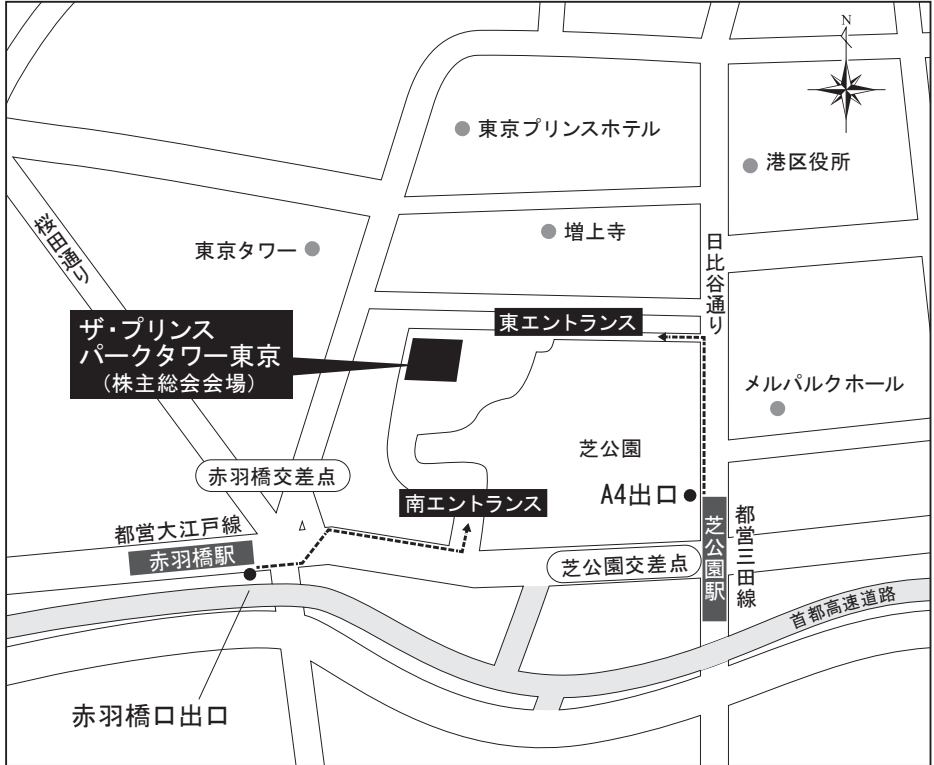 N
東京プリンスホテル
港区役所
桜田通り
東京タワー
増上寺
日比谷通り
東エントランス
ザ・プリンス
パークタワー東京
（株主総会会場）
メルパルクホール
芝公園
赤羽橋交差点
A4出口
南エントランス
都営大江戸線
赤羽橋駅
芝公園交差点
芝公園駅
都営三田線
首都高速道路
赤羽橋口出口